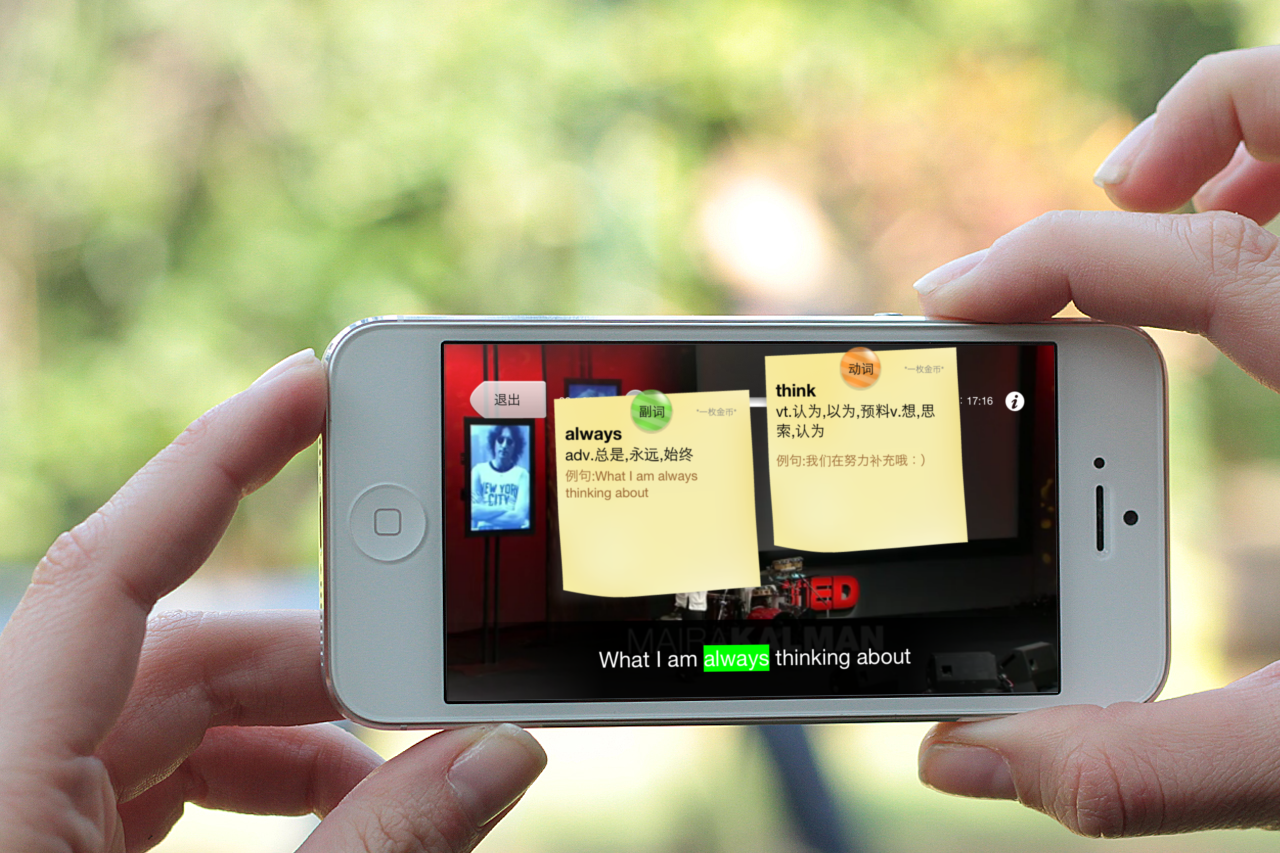 退出
NEW YORK
CITY
副词
"一枚金币"
always
adv.总是,永远,始终
例句:What I am always
thinking about
动词
"一枚金币"
think
vt.认为,以为,预料v.想,思
索,认为
例句:我们在努力补充哦：）
: 17:16
i
TED
MAIRA KALMAN
What I am always thinking about